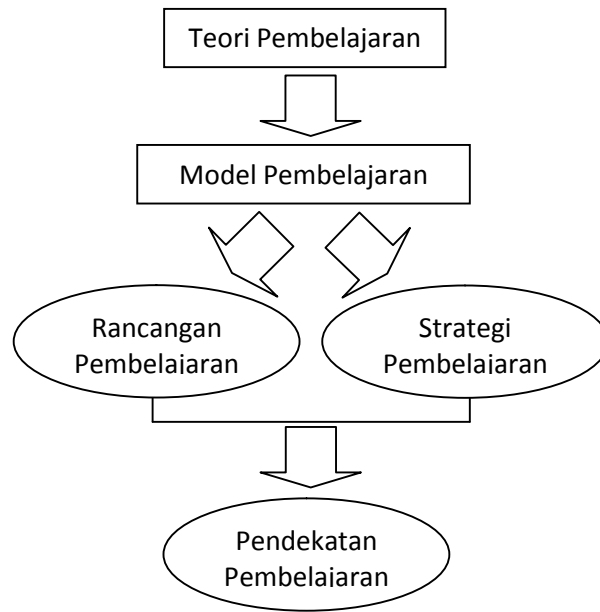 Teori Pembelajaran
Model Pembelajaran
Rancangan
Pembelajaran
Strategi
Pembelajaran
Pendekatan
Pembelajaran